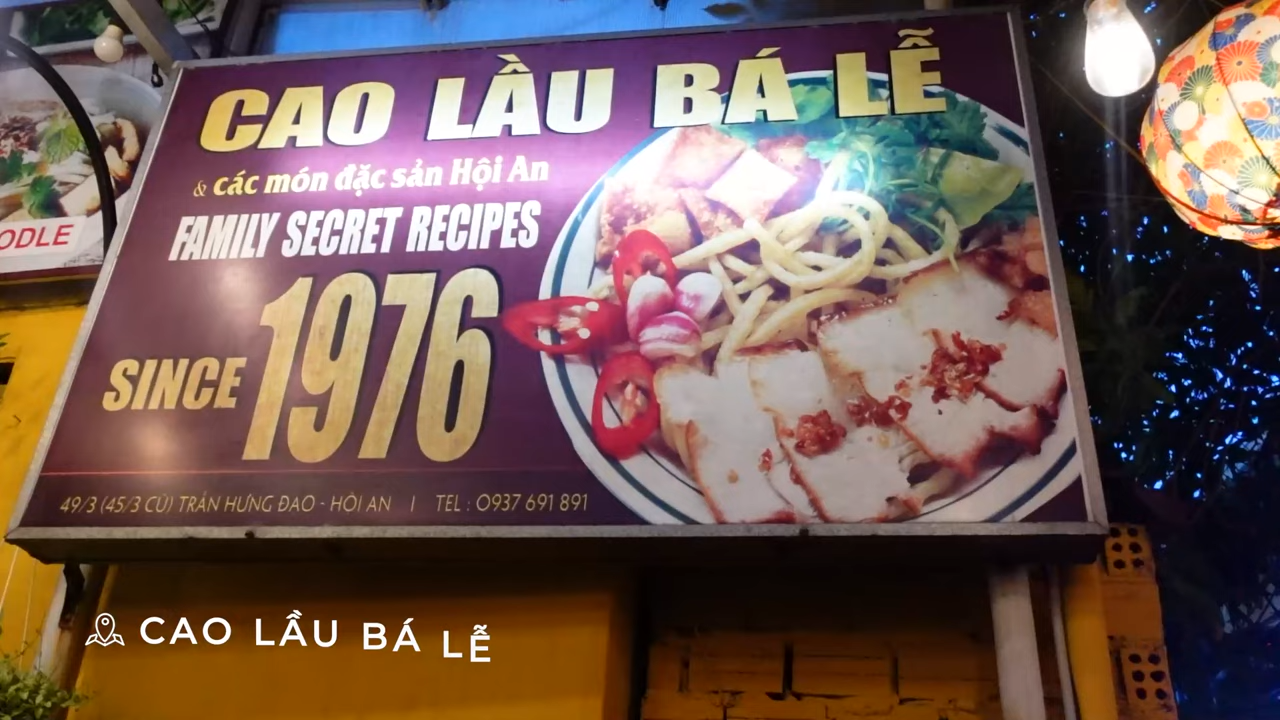 CAO LẦU BÁ LỄ
& các món đặc sản Hội An
FAMILY SECRET RECIPES
SINCE 1976
49/3 (45/3 CŨ) TRẦN HƯNG ĐẠO - HỘI AN | TEL : 0937 691 891
ODLE
CAO LẦU BÁ LỄ